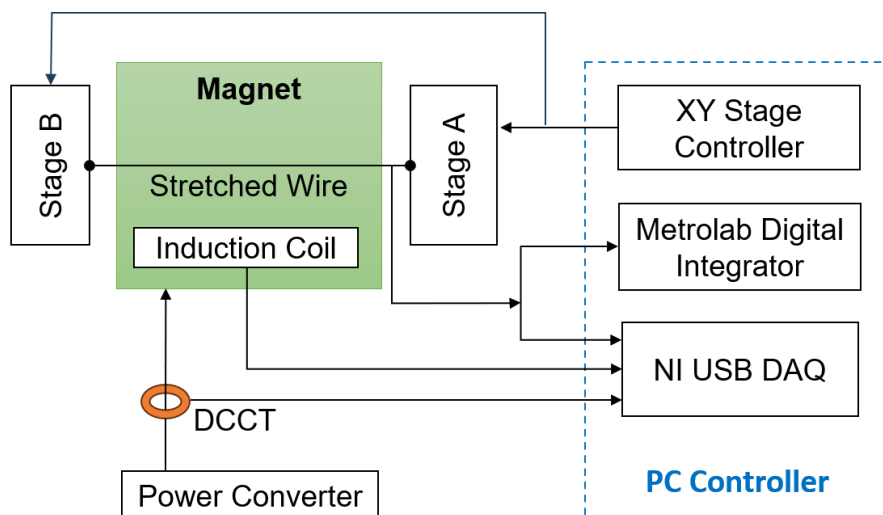 Magnet
Stage B
Stage A
XY Stage
Controller
Stretched Wire
Induction Coil
Metrolab Digital
Integrator
NI USB DAQ
DCCT
Power Converter
PC Controller